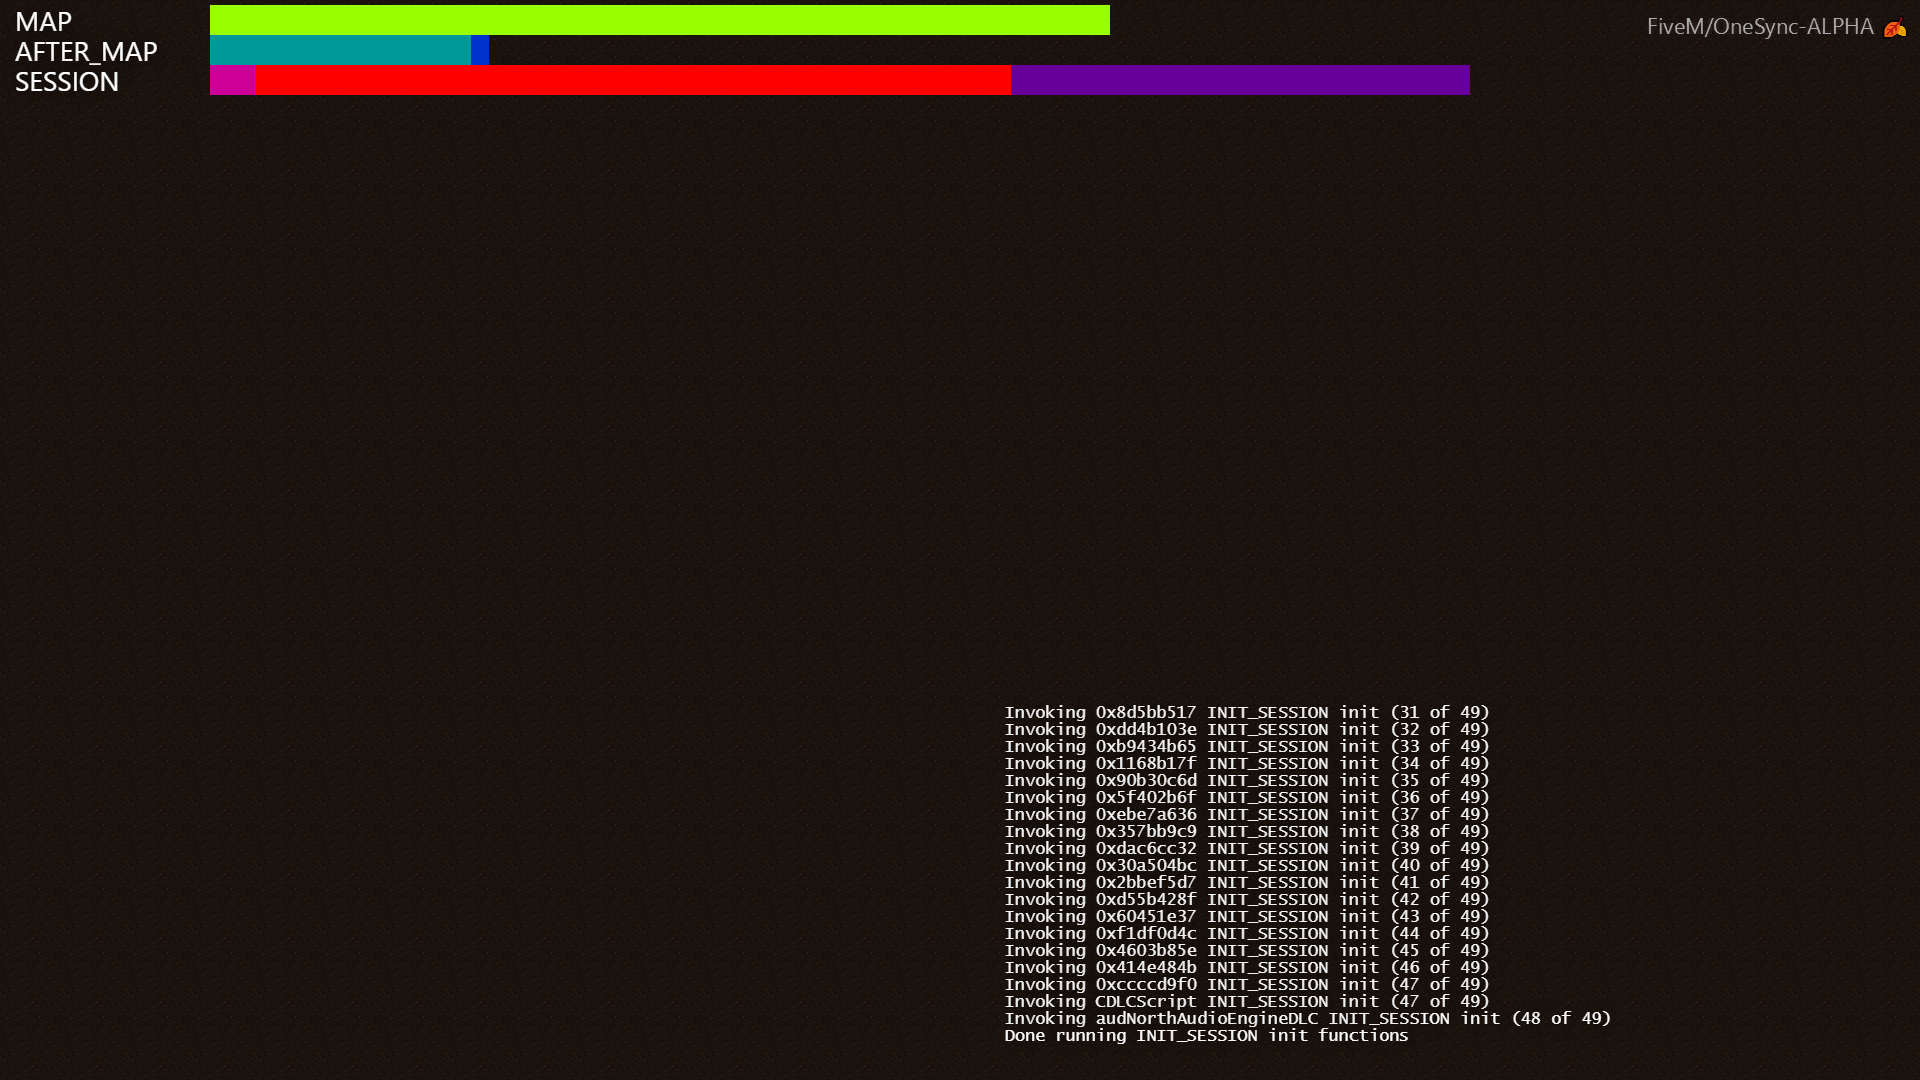 MAP
AFTER_MAP
SESSION
FiveM/OneSync-ALPHA 🍂
Invoking 0x8d5bb517 INIT_SESSION init (31 of 49)
Invoking 0xdd4b103e INIT_SESSION init (32 of 49)
Invoking 0xb9434b65 INIT_SESSION init (33 of 49)
Invoking 0x1168b17f INIT_SESSION init (34 of 49)
Invoking 0x90b30c6d INIT_SESSION init (35 of 49)
Invoking 0x5f402b6f INIT_SESSION init (36 of 49)
Invoking 0xebe7a636 INIT_SESSION init (37 of 49)
Invoking 0x357bb9c9 INIT_SESSION init (38 of 49)
Invoking 0xdac6cc32 INIT_SESSION init (39 of 49)
Invoking 0x30a504bc INIT_SESSION init (40 of 49)
Invoking 0x2bbef5d7 INIT_SESSION init (41 of 49)
Invoking 0xd55b428f INIT_SESSION init (42 of 49)
Invoking 0x60451e37 INIT_SESSION init (43 of 49)
Invoking 0xf1df0d4c INIT_SESSION init (44 of 49)
Invoking 0x4603b85e INIT_SESSION init (45 of 49)
Invoking 0x414e484b INIT_SESSION init (46 of 49)
Invoking 0xccccd9f0 INIT_SESSION init (47 of 49)
Invoking CDLCScript INIT_SESSION init (47 of 49)
Invoking audNorthAudioEngineDLC INIT_SESSION init (48 of 49)
Done running INIT_SESSION init functions